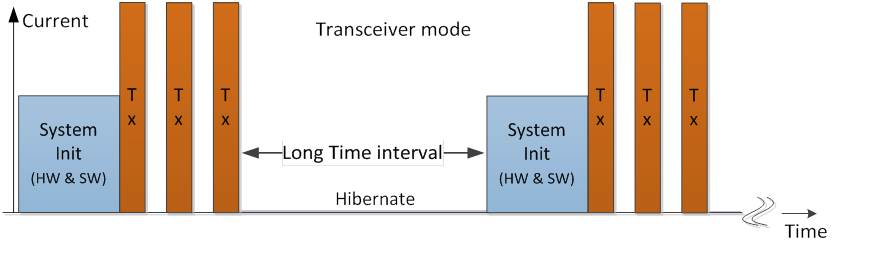 Current
Transceiver mode
T
x
T
x
T
x
T
x
T
x
T
x
System
Init
(HW & SW)
Long Time interval
System
Init
(HW & SW)
Hibernate
Time